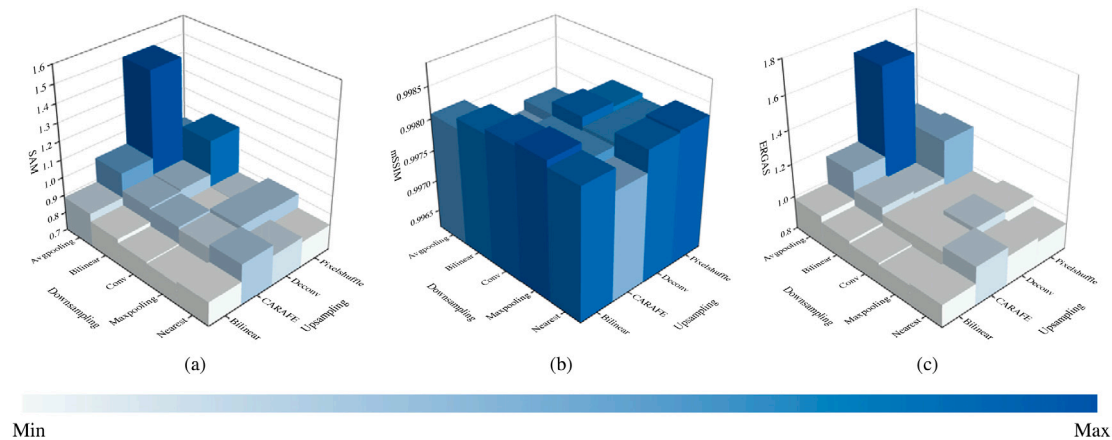 1.6
1.5
1.4
1.3
1.2
1.1
1.0
0.9
0.8
0.7
SAM
Avgpooling
Bilinear
Conv
Maxpooling
Nearest
Downsampling
Bilinear
CARAFE
Deconv
Pixelshuffle
Upsampling
(a)
0.9985
0.9980
0.9975
0.9970
0.9965
mSSIM
Avgpooling
Bilinear
Conv
Maxpooling
Nearest
Downsampling
Bilinear
CARAFE
Deconv
Pixelshuffle
Upsampling
(b)
1.8
1.6
1.4
1.2
1.0
0.8
ERGAS
Avgpooling
Bilinear
Conv
Maxpooling
Nearest
Downsampling
Bilinear
CARAFE
Deconv
Pixelshuffle
Upsampling
(c)
Min
Max